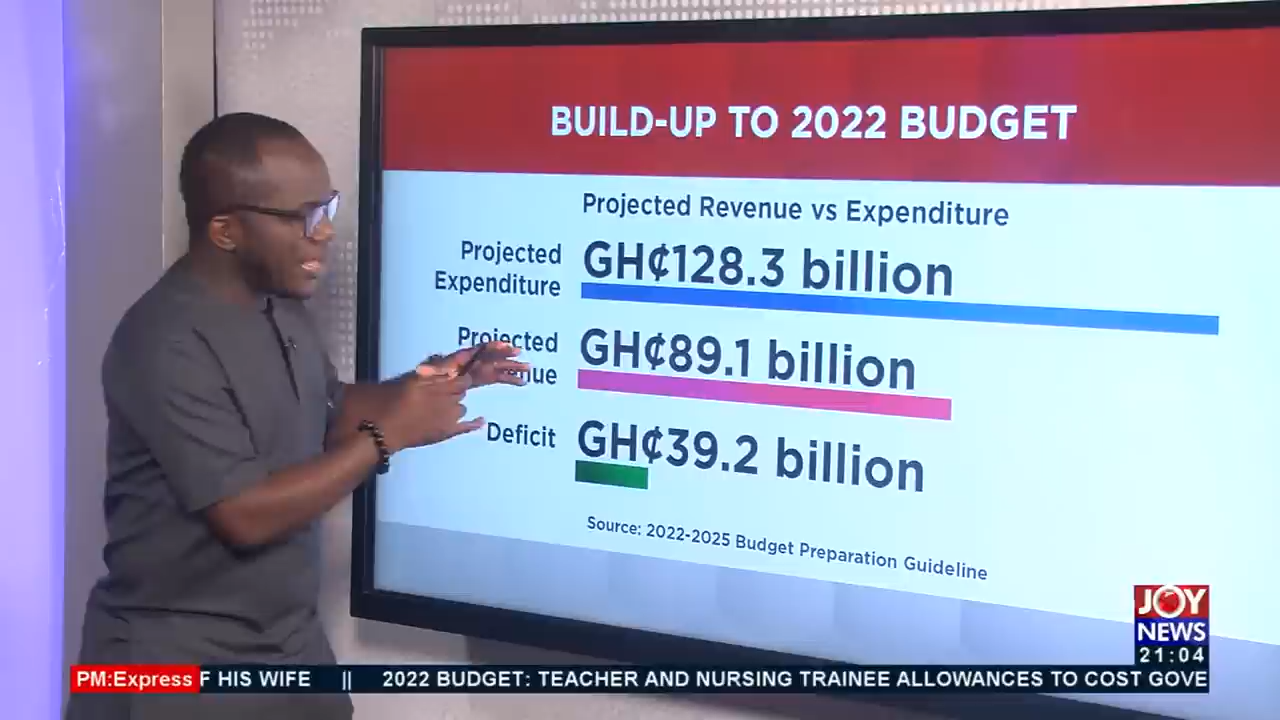 BUILD-UP TO 2022 BUDGET
Projected Revenue vs Expenditure
Projected
Expenditure
GH¢128.3 billion
Projected
GH¢89.1 billion
Deficit
GH¢39.2 billion
Source: 2022-2025 Budget Preparation Guideline
JOY
NEWS
21:04
PM:Express F HIS WIFE || 2022 BUDGET: TEACHER AND NURSING TRAINEE ALLOWANCES TO COST GOVE